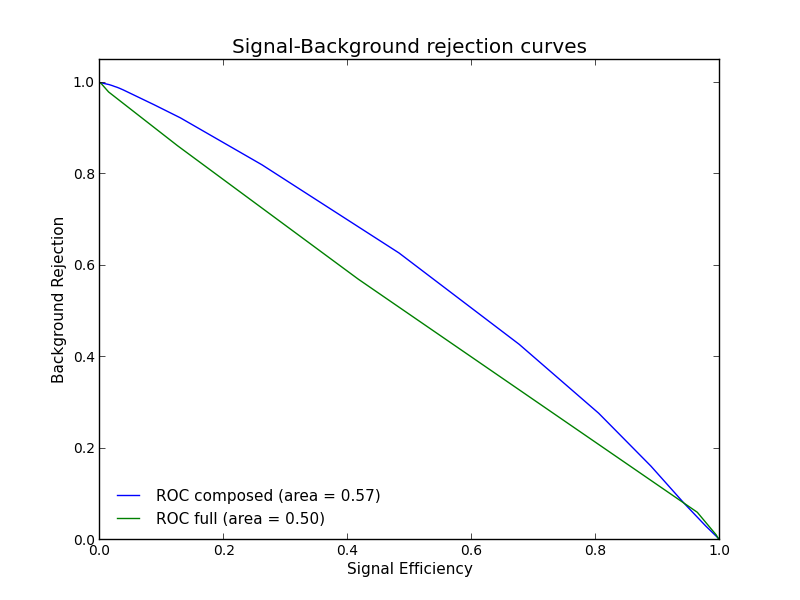 Signal-Background rejection curves
Background Rejection
1.0
0.8
0.6
0.4
0.2
0.0
ROC composed (area = 0.57)
ROC full (area = 0.50)
0.0 0.2 0.4 0.6 0.8 1.0
Signal Efficiency